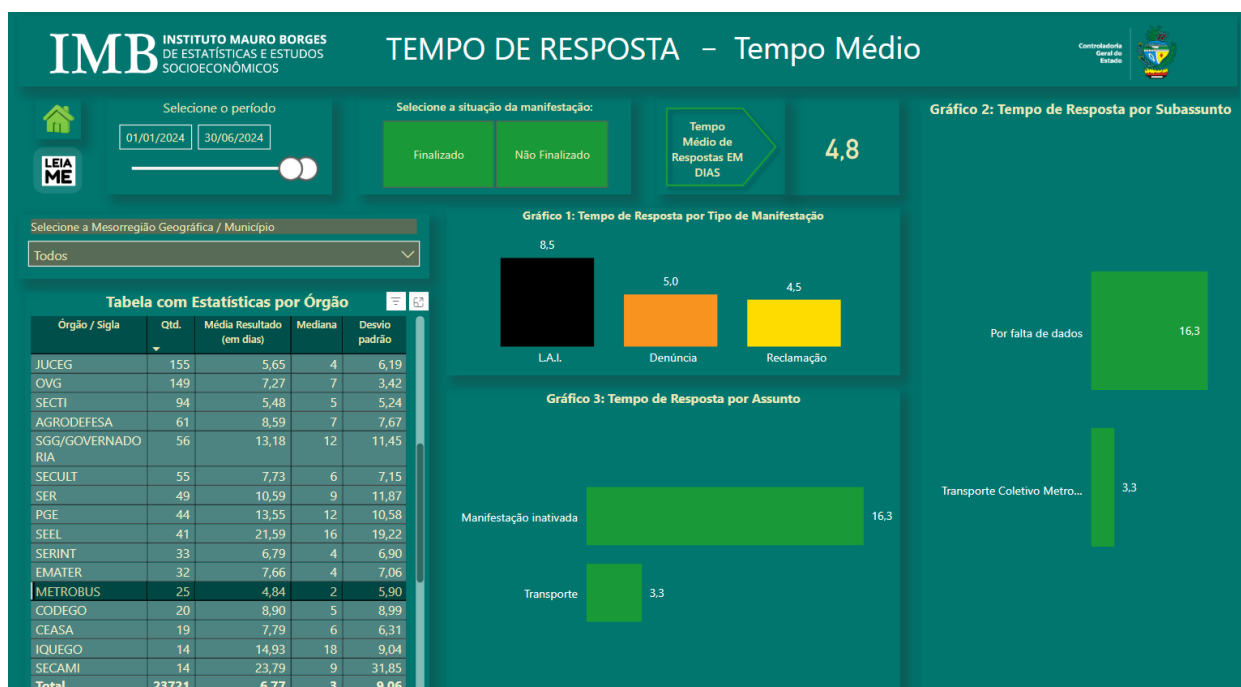 IMB INSTITUTO MAURO BORGES
DE ESTATÍSTICAS E ESTUDOS
SOCIOECONÔMICOS
TEMPO DE RESPOSTA – Tempo Médio
Controladoria
Geral do
Estado
LEIA
ME
Selecione o período
01/01/2024 30/06/2024
Selecione a situação da manifestação:
Finalizado Não Finalizado
Tempo
Médio de
Respostas EM
DIAS
4,8
Selecione a Mesorregião Geográfica / Município
Todos
Tabela com Estatísticas por Órgão
Órgão / Sigla Qtd. Média Resultado (em dias) Mediana Desvio padrão
JUCEG 155 5,65 4 6,19
OVG 149 7,27 7 3,42
SECTI 94 5,48 5 5,24
AGRODEFESA 61 8,59 7 7,67
SGG/GOVERNADO 56 13,18 12 11,45
RIA
SECULT 55 7,73 6 7,15
SER 49 10,59 9 11,87
PGE 44 13,55 12 10,58
SEEL 41 21,59 16 19,22
SERINT 33 6,79 4 6,90
EMATER 32 7,66 4 7,06
METROBUS 25 4,84 2 5,90
CODEGO 20 8,90 5 8,99
CEASA 19 7,79 6 6,31
IQUEGO 14 14,93 18 9,04
SECAMI 14 23,79 9 31,85
Total 23721 6,77 3 9,06
Gráfico 1: Tempo de Resposta por Tipo de Manifestação
8,5
5,0
4,5
L.A.I. Denúncia Reclamação
Gráfico 3: Tempo de Resposta por Assunto
Manifestação inativada 16,3
Transporte 3,3
Gráfico 2: Tempo de Resposta por Subassunto
Por falta de dados 16,3
Transporte Coletivo Metro... 3,3